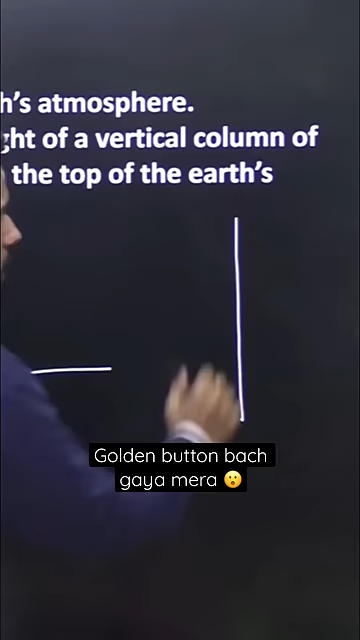 h's atmosphere.
ght of a vertical column of
the top of the earth's
Golden button bach
gaya mera 😮